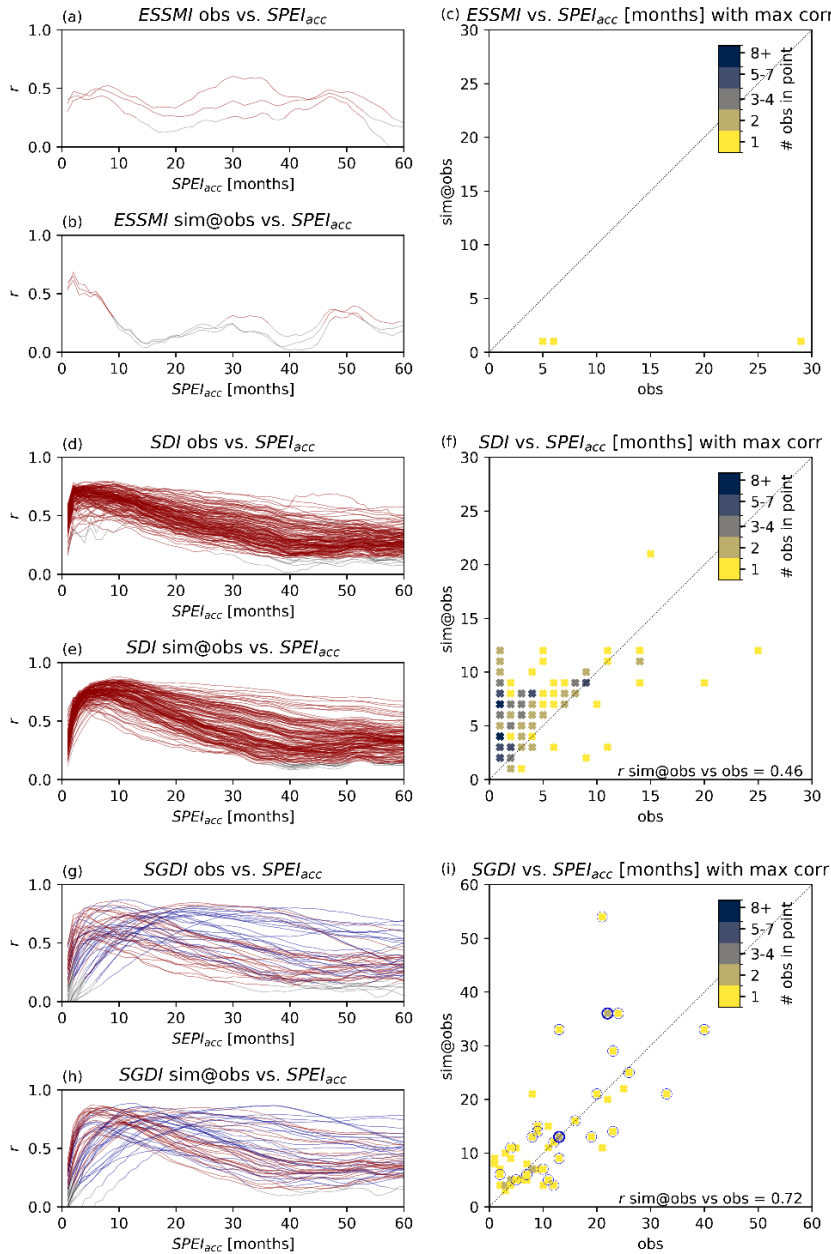 (a) ESSMI obs vs. SPEIacc
1.0
0.5
0.0
r
0 10 20 30 40 50 60
SPEIacc [months]
(b) ESSMI sim@obs vs. SPEIacc
1.0
0.5
0.0
r
0 10 20 30 40 50 60
SPEIacc [months]
(c) ESSMI vs. SPEIacc [months] with max corr
30
25
20
15
10
5
0
sim@obs
8+
5-7
3-4
2
1
# obs in point
0 5 10 15 20 25 30
obs
(d) SDI obs vs. SPEIacc
1.0
0.5
0.0
r
0 10 20 30 40 50 60
SPEIacc [months]
(e) SDI sim@obs vs. SPEIacc
1.0
0.5
0.0
r
0 10 20 30 40 50 60
SPEIacc [months]
(f) SDI vs. SPEIacc [months] with max corr
30
25
20
15
10
5
0
sim@obs
8+
5-7
3-4
2
1
# obs in point
r sim@obs vs obs = 0.46
0 5 10 15 20 25 30
obs
(g) SGDI obs vs. SPEIacc
1.0
0.5
0.0
r
0 10 20 30 40 50 60
SEPIacc [months]
(h) SGDI sim@obs vs. SPEIacc
1.0
0.5
0.0
r
0 10 20 30 40 50 60
SPEIacc [months]
(i) SGDI vs. SPEIacc [months] with max corr
60
50
40
30
20
10
0
sim@obs
8+
5-7
3-4
2
1
# obs in point
r sim@obs vs obs = 0.72
0 10 20 30 40 50 60
obs